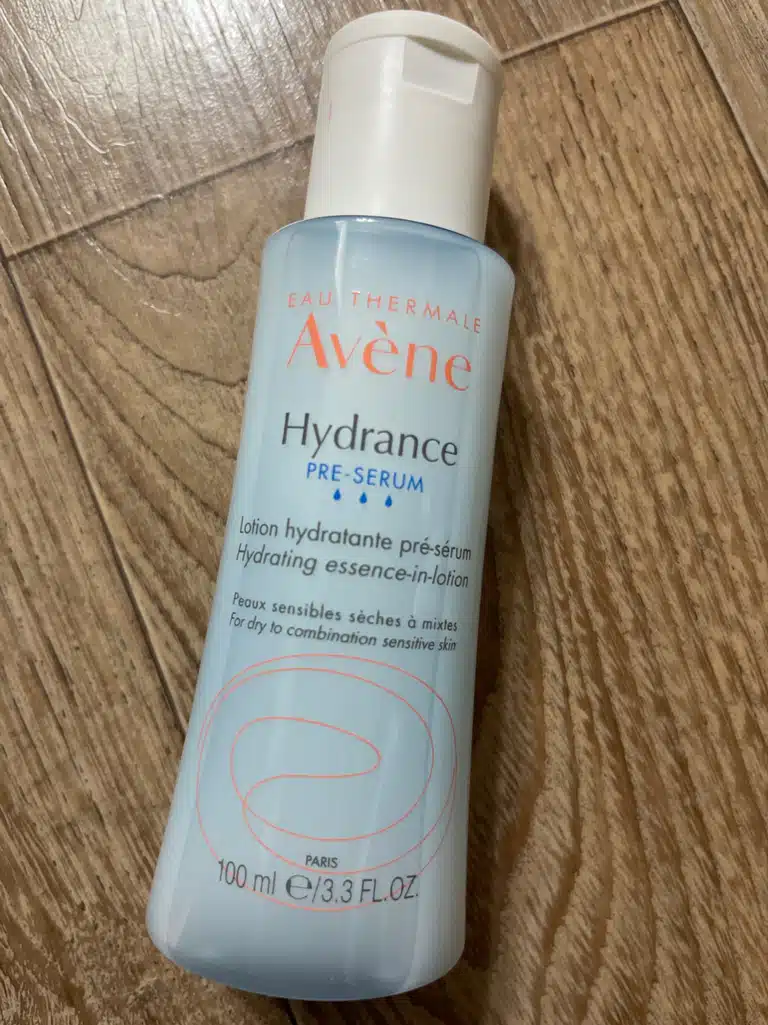 EAU THERMALE
Avène
Hydrance
PRE-SERUM
Lotion hydratante pré-sérum
Hydrating essence-in-lotion
Peaux sensibles sèches à mixtes
For dry to combination sensitive skin
PARIS
100 ml ℮/3.3 FL.OZ.